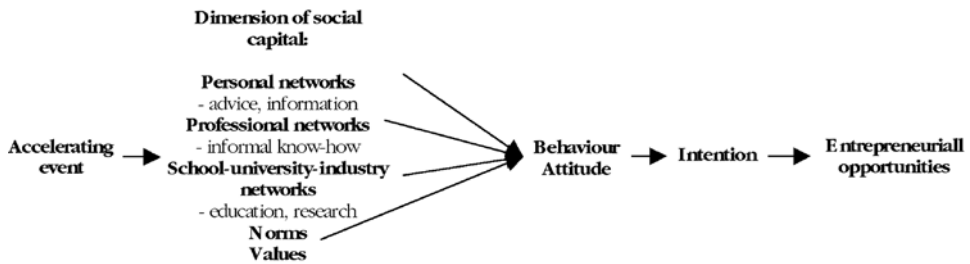 Dimension of social
capital:
Personal networks
- advice, information
Professional networks
- informal know-how
School-university-industry
networks
- education, research
Norms
Values
Accelerating
event
Behaviour
Attitude
Intention
Entrepreneuriall
opportunities